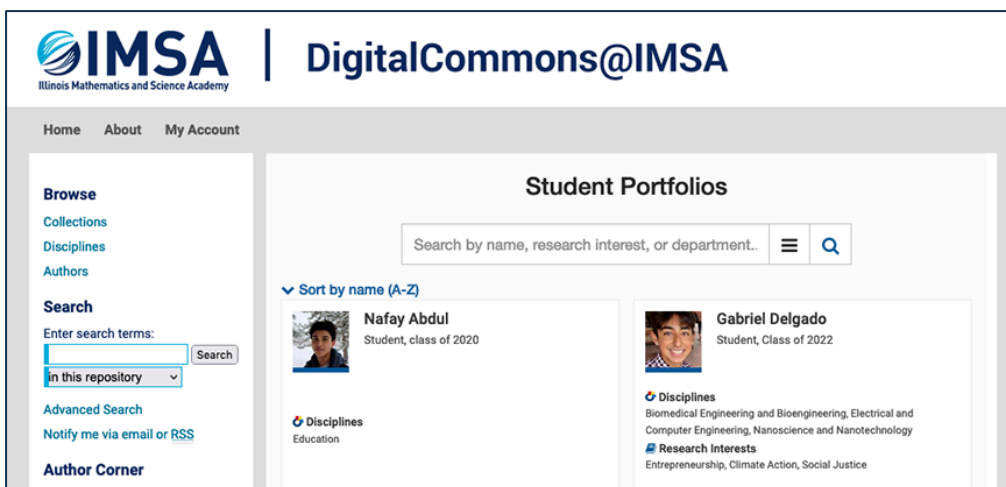 IMSA
Illinois Mathematics and Science Academy
DigitalCommons@IMSA
Home About My Account
Browse
Collections
Disciplines
Authors
Search
Enter search terms:
Search
in this repository
Advanced Search
Notify me via email or RSS
Author Corner
Student Portfolios
Search by name, research interest, or department..
Sort by name (A-Z)
Nafay Abdul
Student, class of 2020
Disciplines
Education
Gabriel Delgado
Student, Class of 2022
Disciplines
Biomedical Engineering and Bioengineering, Electrical and
Computer Engineering, Nanoscience and Nanotechnology
Research Interests
Entrepreneurship, Climate Action, Social Justice